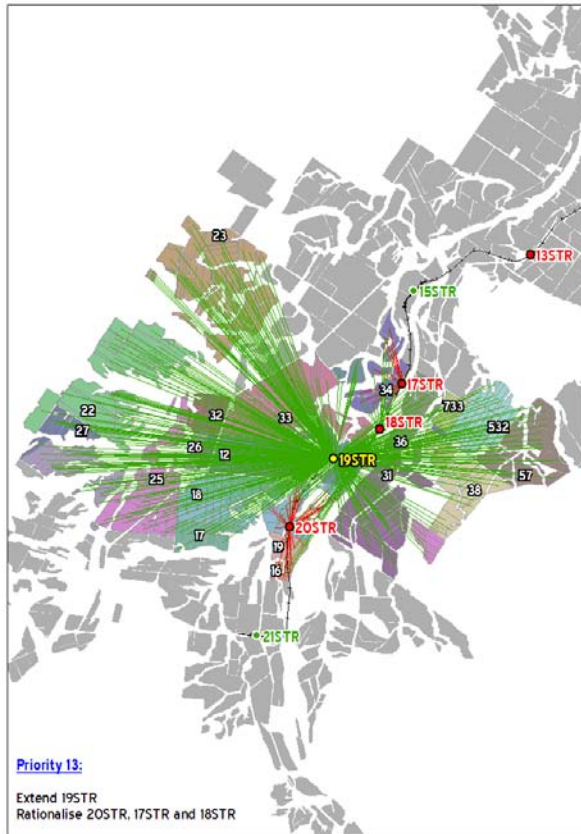 23
13STR
15STR
34
17STR
22
32
33
733
18STR
27
26
12
36
532
19STR
25
31
57
18
38
17
20STR
19
16
21STR
Priority 13:
Extend 19STR
Rationalise 20STR, 17STR and 18STR